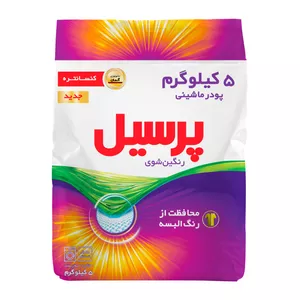 ۵ کیلوگرم
پودر ماشینی
کنسانتره
جدید
پرسیل
رنگین‌شوی
محافظت از
رنگ البسه
۵ کیلوگرم